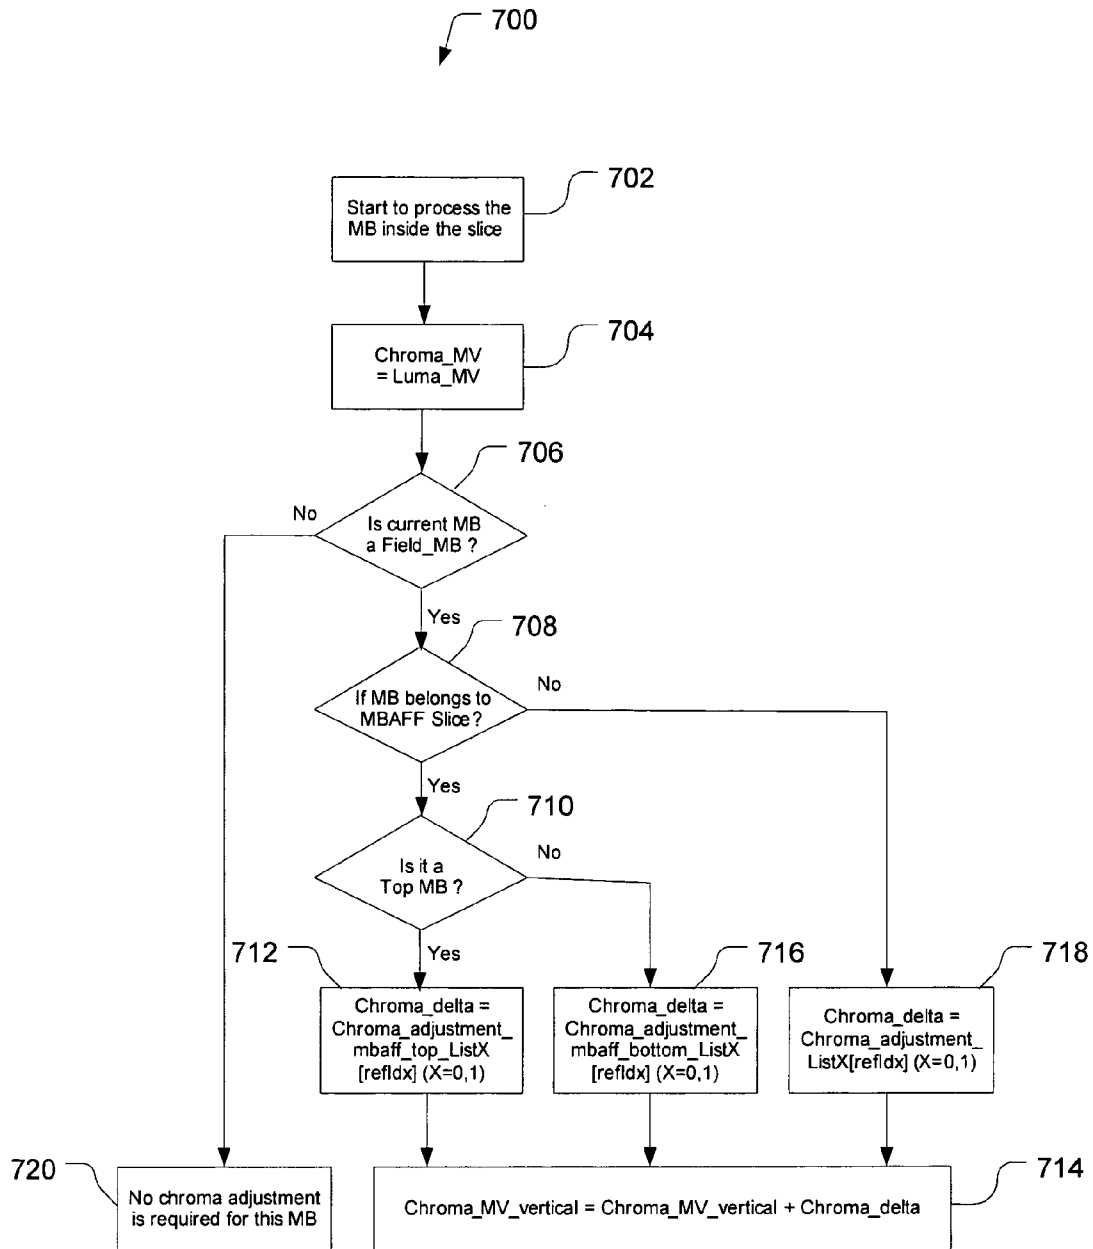 700
702
Start to process the
MB inside the slice
704
Chroma_MV
= Luma_MV
706
No
Is current MB
a Field_MB ?
Yes
708
No
If MB belongs to
MBAFF Slice?
Yes
710
No
Is it a
Top MB ?
Yes
712
716
718
Chroma_delta =
Chroma_adjustment_
mbaff_top_ListX
[refIdx] (X=0,1)
Chroma_delta =
Chroma_adjustment_
mbaff_bottom_ListX
[refIdx] (X=0,1)
Chroma_delta =
Chroma_adjustment_
ListX[refIdx] (X=0,1)
720
No chroma adjustment
is required for this MB
714
Chroma_MV_vertical = Chroma_MV_vertical + Chroma_delta